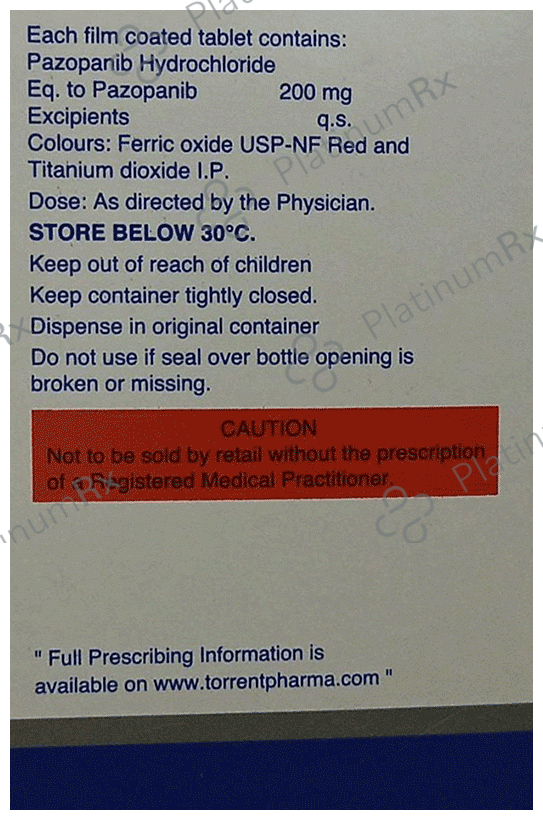 Each film coated tablet contains:
Pazopanib Hydrochloride
Eq. to Pazopanib 200 mg
Excipients q.s.
Colours: Ferric oxide USP-NF Red and
Titanium dioxide I.P.
Dose: As directed by the Physician.
STORE BELOW 30°C.
Keep out of reach of children
Keep container tightly closed.
Dispense in original container
Do not use if seal over bottle opening is
broken or missing.
CAUTION
Not to be sold by retail without the prescription
of a Registered Medical Practitioner.
" Full Prescribing Information is
available on www.torrentpharma.com "
PlatinumRx
PlatinumRx